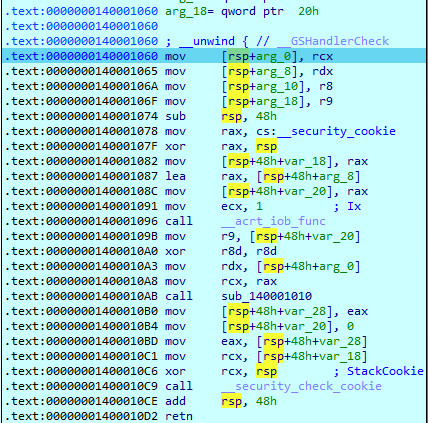 .text:0000000140001060 arg_18= qword ptr  20h
.text:0000000140001060
.text:0000000140001060 ; __unwind { // __GSHandlerCheck
.text:0000000140001060 mov     [rsp+arg_0], rcx
.text:0000000140001065 mov     [rsp+arg_8], rdx
.text:000000014000106A mov     [rsp+arg_10], r8
.text:000000014000106F mov     [rsp+arg_18], r9
.text:0000000140001074 sub     rsp, 48h
.text:0000000140001078 mov     rax, cs:__security_cookie
.text:000000014000107F xor     rax, rsp
.text:0000000140001082 mov     [rsp+48h+var_18], rax
.text:0000000140001087 lea     rax, [rsp+48h+arg_8]
.text:000000014000108C mov     [rsp+48h+var_20], rax
.text:0000000140001091 mov     ecx, 1          ; Ix
.text:0000000140001096 call    __acrt_iob_func
.text:000000014000109B mov     r9, [rsp+48h+var_20]
.text:00000001400010A0 xor     r8d, r8d
.text:00000001400010A3 mov     rdx, [rsp+48h+arg_0]
.text:00000001400010A8 mov     rcx, rax
.text:00000001400010AB call    sub_140001010
.text:00000001400010B0 mov     [rsp+48h+var_28], eax
.text:00000001400010B4 mov     [rsp+48h+var_20], 0
.text:00000001400010BD mov     eax, [rsp+48h+var_28]
.text:00000001400010C1 mov     rcx, [rsp+48h+var_18]
.text:00000001400010C6 xor     rcx, rsp        ; StackCookie
.text:00000001400010C9 call    __security_check_cookie
.text:00000001400010CE add     rsp, 48h
.text:00000001400010D2 retn